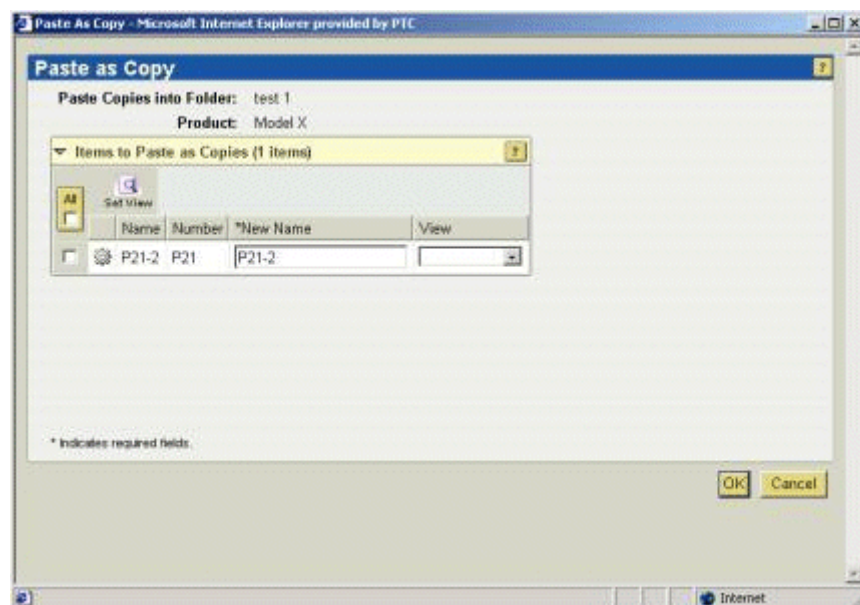 Paste As Copy - Microsoft Internet Explorer provided by PTC
Paste as Copy ?
Paste Copies into Folder: test 1
Product: Model X
Items to Paste as Copies (1 items) ?
All
Set View
Name Number *New Name View
P21-2 P21 P21-2
* Indicates required fields.
OK Cancel
Internet